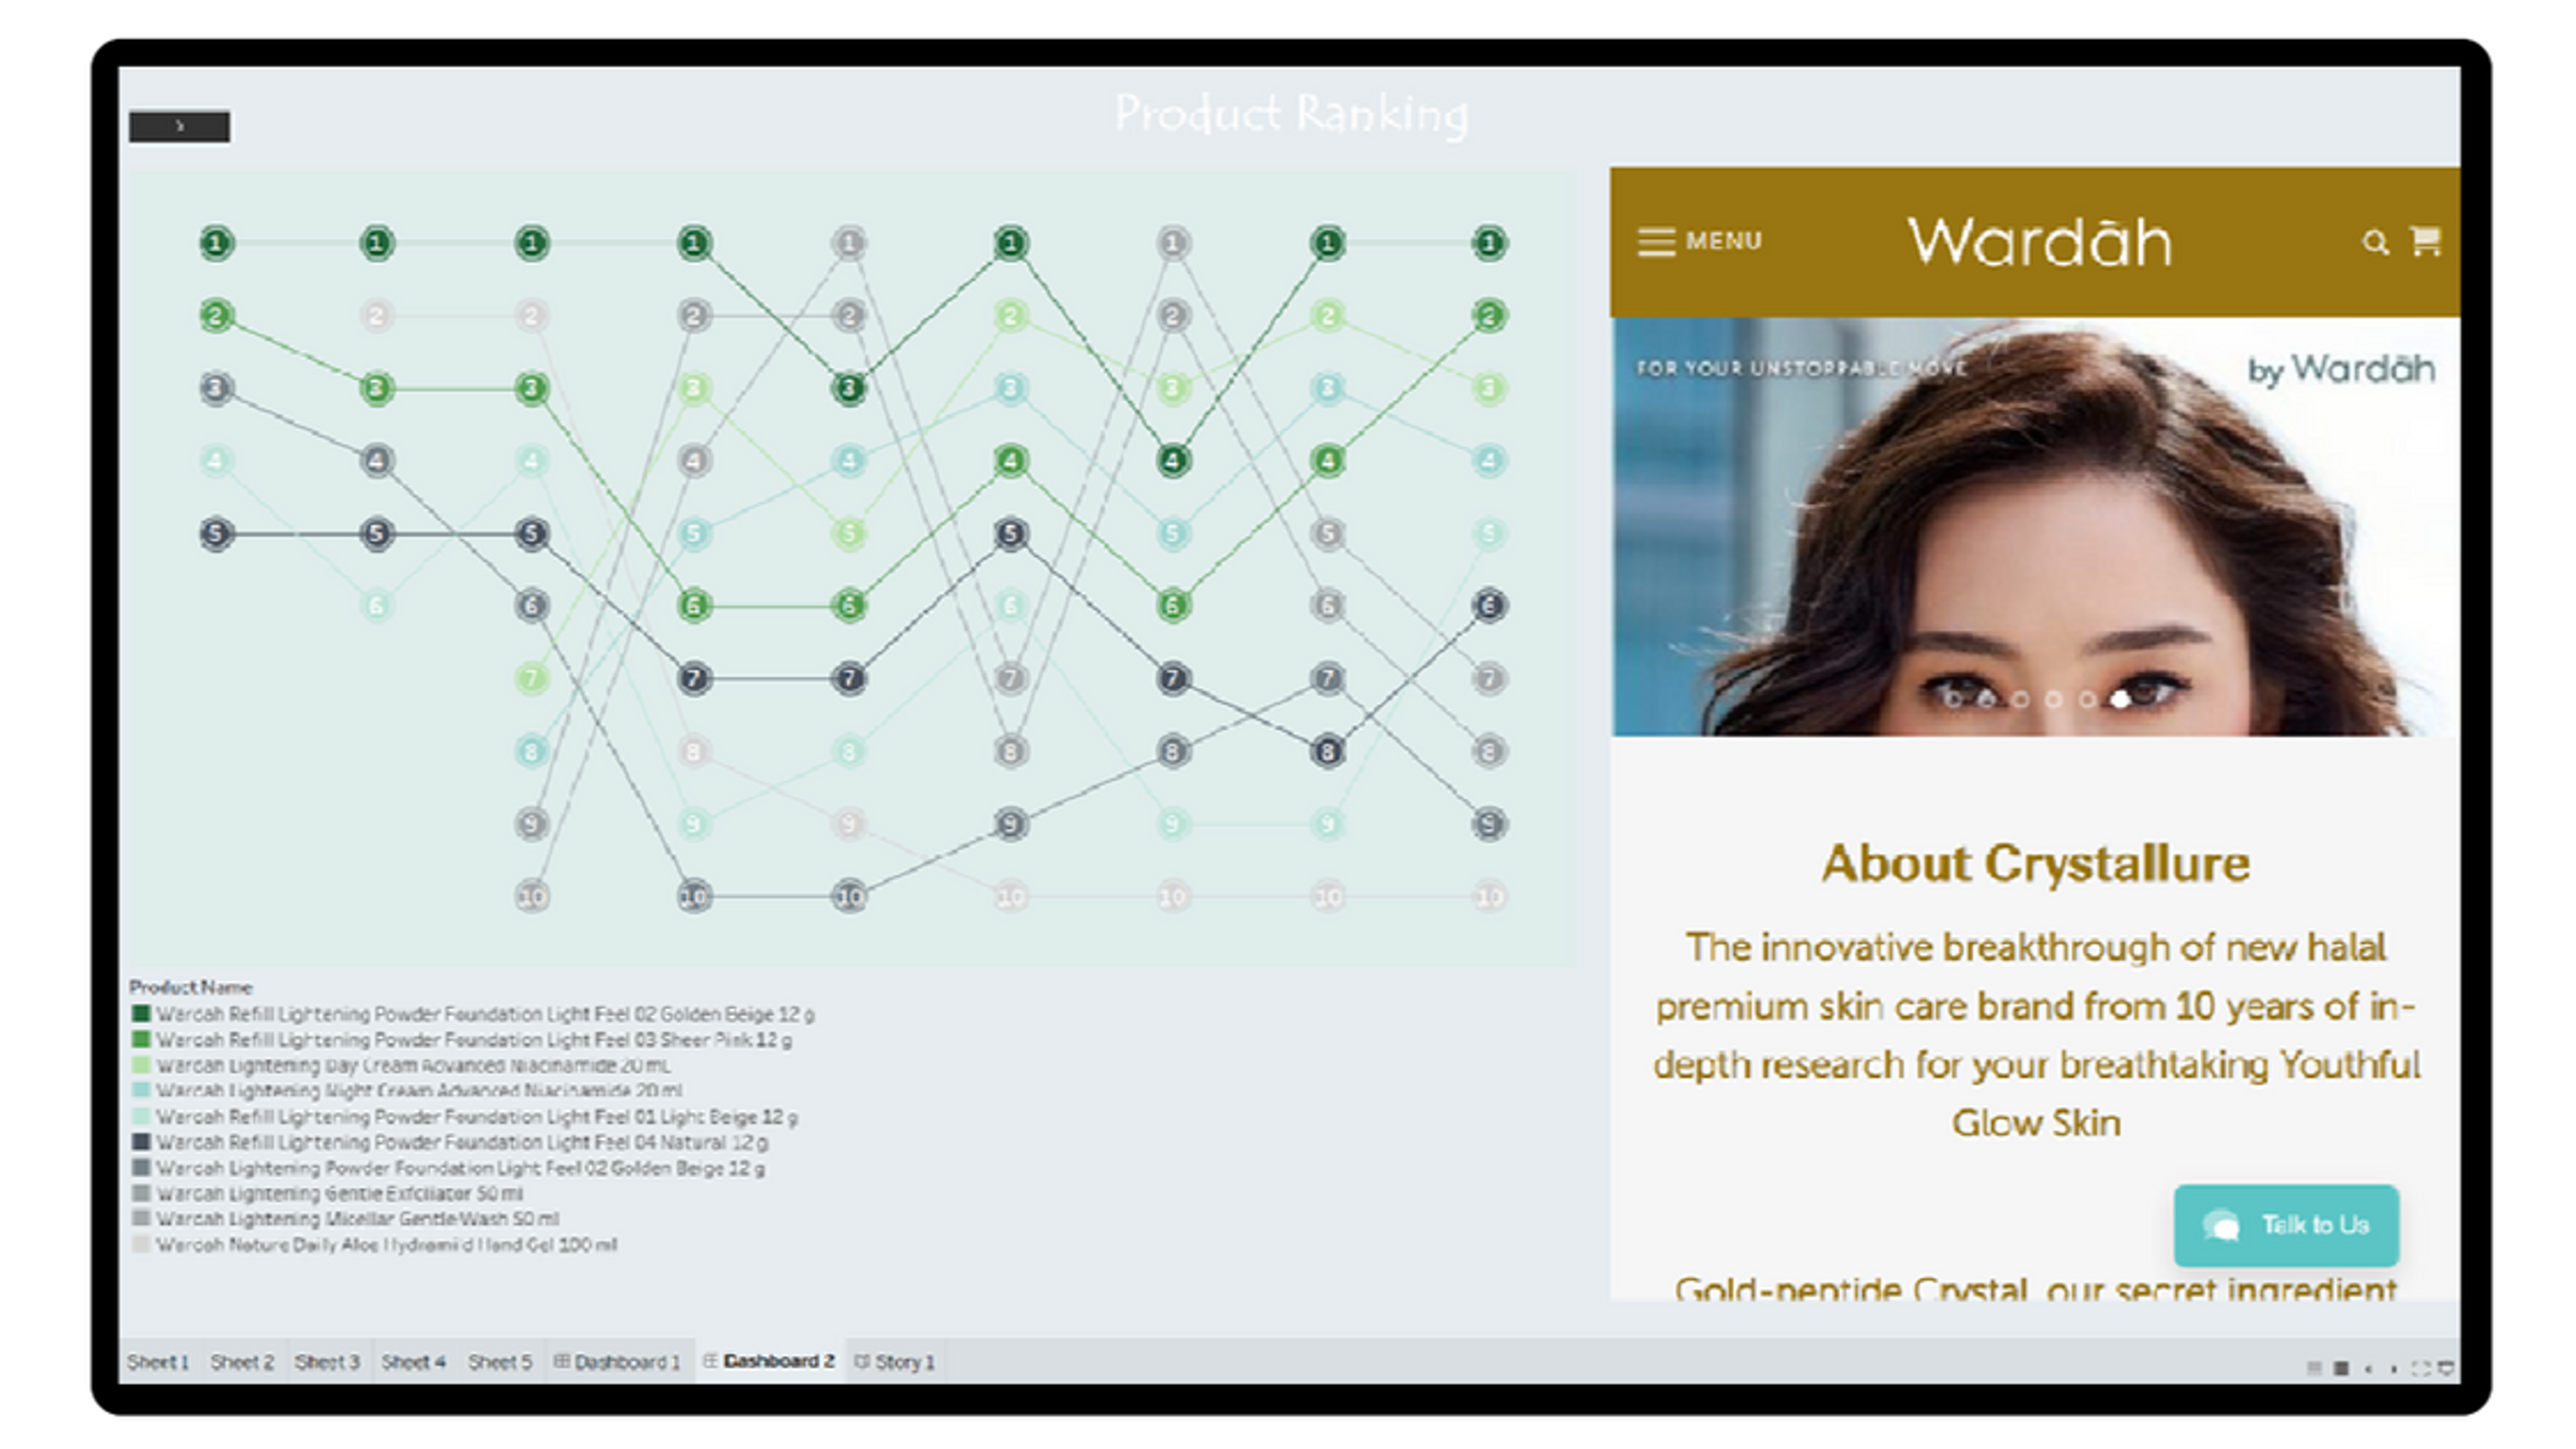 Product Ranking
1 1 1 1 1 1 1 1 1
2 2 2 2 2 2 2 2 2
3 3 3 3 3 3 3 3 3
4 4 4 4 4 4 4 4 4
5 5 5 5 5 5 5 5 5
6 6 6 6 6 6 6 6
7 7 7 7 7 7 7
8 8 8 8 8 8 8
9 9 9 9 9 9 9
10 10 10 10 10 10 10
MENU
Wardāh
FOR YOUR UNSTOPPABLE MOVE
by Wardāh
About Crystallure
The innovative breakthrough of new halal
premium skin care brand from 10 years of in-
depth research for your breathtaking Youthful
Glow Skin
Talk to Us
Gold-peptide Crystal, our secret ingredient
Product Name
Wardah Refill Lightening Powder Foundation Light Feel 02 Golden Beige 12 g
Wardah Refill Lightening Powder Foundation Light Feel 03 Sheer Pink 12 g
Wardah Lightening Day Cream Advanced Niacinamide 20 mL
Wardah Lightening Night Cream Advanced Niacinamide 20 ml
Wardah Refill Lightening Powder Foundation Light Feel 01 Light Beige 12 g
Wardah Refill Lightening Powder Foundation Light Feel 04 Natural 12 g
Wardah Lightening Powder Foundation Light Feel 02 Golden Beige 12 g
Wardah Lightening Gentle Exfoliator 50 ml
Wardah Lightening Micellar Gentle Wash 50 ml
Wardah Nature Daily Aloe Hydramild Hand Gel 100 ml
Sheet 1 Sheet 2 Sheet 3 Sheet 4 Sheet 5 Dashboard 1 Dashboard 2 Story 1